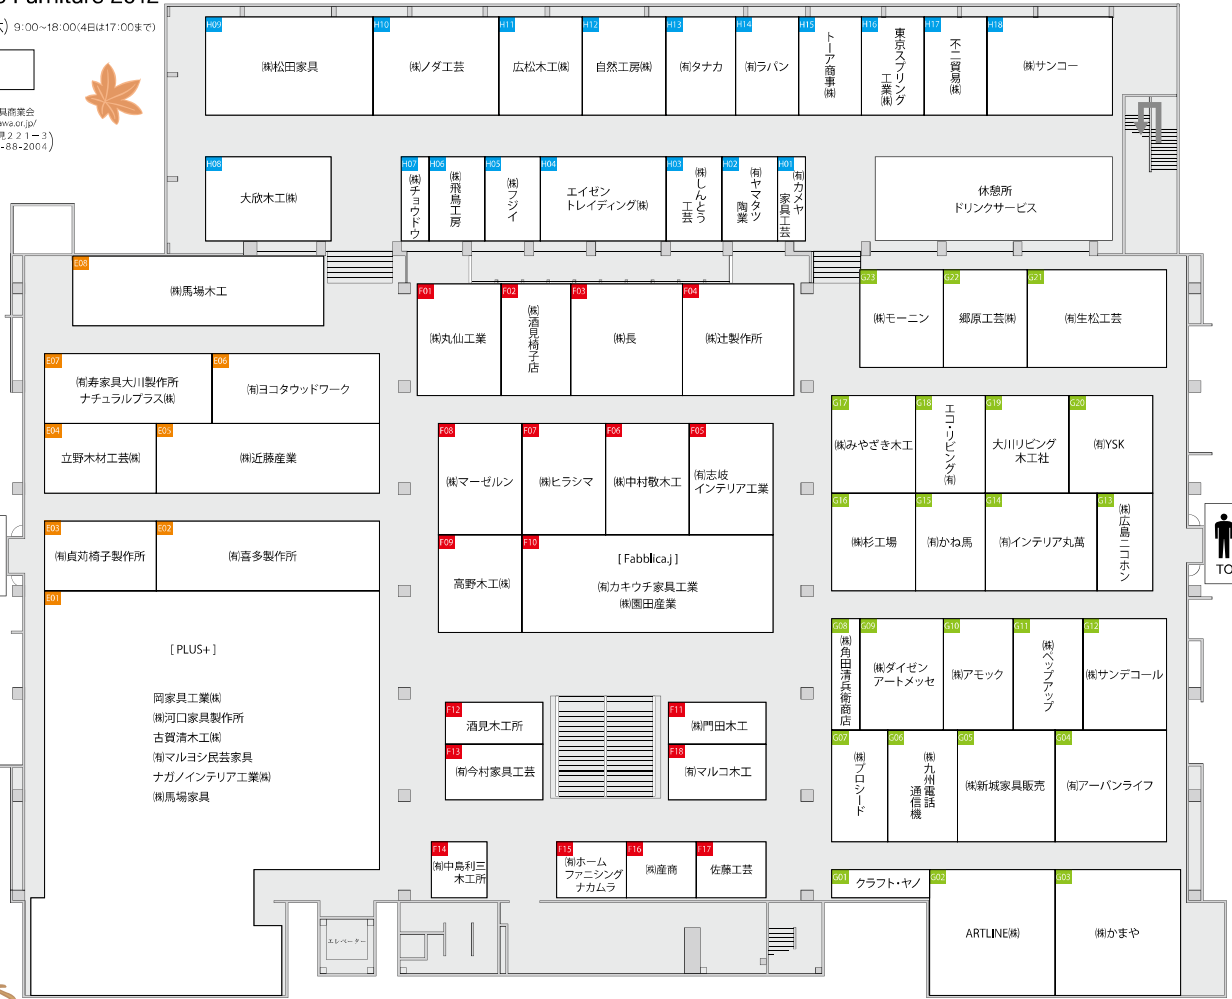 Furniture 2012
9:00~18:00(4日は17:00まで)
具商業会
wa.or.jp/
見221-3
-88-2004)
H09
㈱松田家具
H10
㈱ノダ工芸
H11
広松木工㈱
H12
自然工房㈱
H13
㈲タナカ
H14
㈲ラパン
H15
トーア商事㈱
H16
東京スプリング
工業㈱
H17
不二貿易㈱
H18
㈱サンコー
H08
大欣木工㈱
H07
㈱チョウドウ
H06
㈱飛鳥工房
H05
㈱フジイ
H04
エイゼン
トレイディング㈱
H03
㈱しんとう
工芸
H02
㈲ヤマタツ
陶業
H01
㈲カメヤ
家具工芸
休憩所
ドリンクサービス
E08
㈱馬場木工
E07
㈲寿家具大川製作所
ナチュラルプラス㈱
E06
㈲ヨコタウッドワーク
E04
立野木材工芸㈱
E05
㈱近藤産業
E03
㈲貞苅椅子製作所
E02
㈲喜多製作所
E01
[ PLUS+ ]
岡家具工業㈱
㈱河口家具製作所
古賀清木工㈱
㈲マルヨシ民芸家具
ナガノインテリア工業㈱
㈱馬場家具
F01
㈱丸仙工業
F02
㈱酒見椅子店
F03
㈱長
F04
㈱辻製作所
F08
㈱マーゼルン
F07
㈱ヒラシマ
F06
㈱中村敬木工
F05
㈲志岐
インテリア工業
F09
高野木工㈱
F10
[ Fabblica.j ]
㈲カキウチ家具工業
㈱園田産業
F12
酒見木工所
F11
㈱門田木工
F13
㈲今村家具工芸
F18
㈲マルコ木工
F14
㈲中島利三
木工所
F15
㈲ホーム
ファニシング
ナカムラ
F16
㈱産商
F17
佐藤工芸
G23
㈱モーニン
G22
郷原工芸㈱
G21
㈲生松工芸
G17
㈱みやざき木工
G18
エコ・リビング㈲
G19
大川リビング
木工社
G20
㈲YSK
G16
㈱杉工場
G15
㈲かね馬
G14
㈲インテリア丸萬
G13
㈱広島ニコホン
G08
㈱角田清兵衛商店
G09
㈱ダイゼン
アートメッセ
G10
㈱アモック
G11
㈱ペップアップ
G12
㈱サンデコール
G07
㈱プロシード
G06
㈱九州電話
通信機
G05
㈱新城家具販売
G04
㈲アーバンライフ
G01
クラフト・ヤノ
G02
ARTLINE㈱
G03
㈱かまや
エレベーター
TO